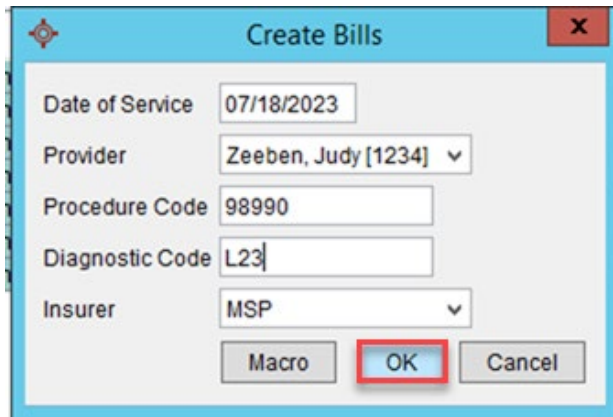 Create Bills
x
Date of Service 07/18/2023
Provider Zeeben, Judy [1234]
Procedure Code 98990
Diagnostic Code L23
Insurer MSP
Macro OK Cancel